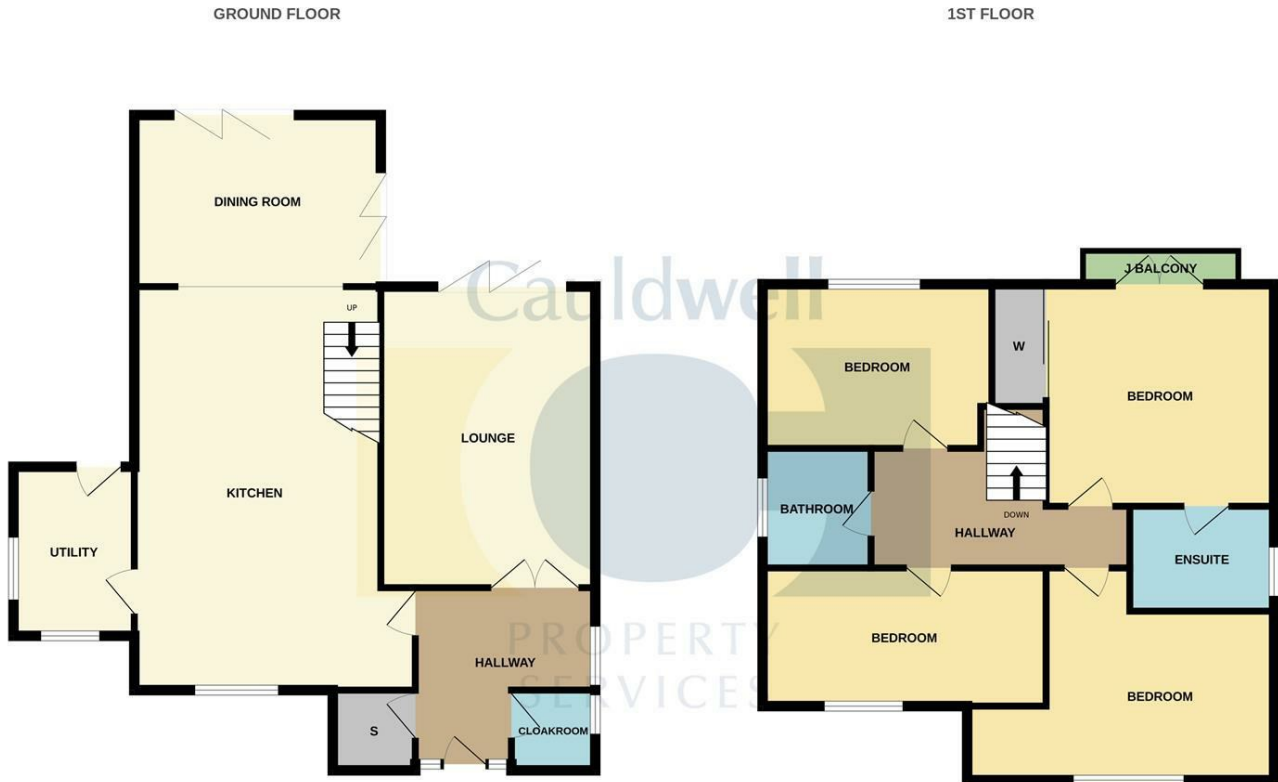 GROUND FLOOR
1ST FLOOR
DINING ROOM
UP
LOUNGE
KITCHEN
UTILITY
HALLWAY
S
CLOAKROOM
J BALCONY
W
BEDROOM
BEDROOM
BATHROOM
DOWN
HALLWAY
ENSUITE
BEDROOM
BEDROOM
Cauldwell
PROPERTY
SERVICES